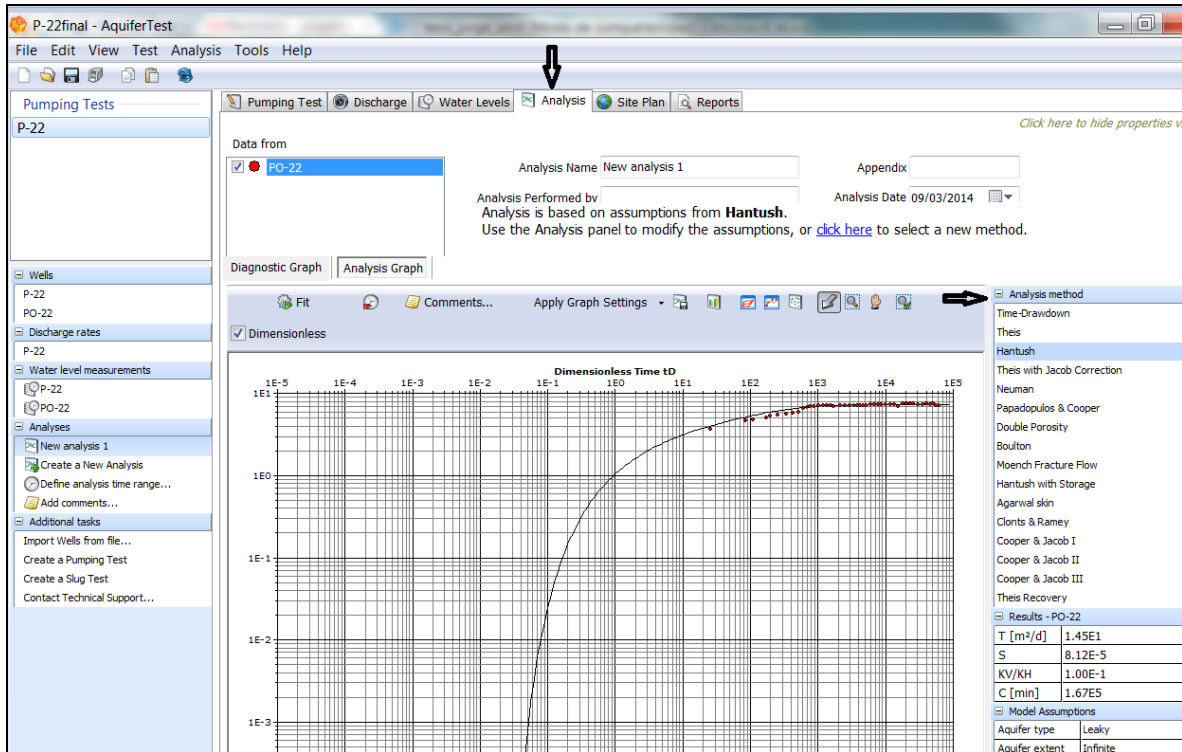 P-22final - AquiferTest
File Edit View Test Analysis Tools Help
Pumping Tests
P-22
Pumping Test Discharge Water Levels Analysis Site Plan Reports
Click here to hide properties vi
Data from
PO-22
Analysis Name New analysis 1 Appendix
Analysis Performed by Analysis Date 09/03/2014
Analysis is based on assumptions from Hantush.
Use the Analysis panel to modify the assumptions, or click here to select a new method.
Diagnostic Graph Analysis Graph
Wells
P-22
PO-22
Discharge rates
P-22
Water level measurements
P-22
PO-22
Analyses
New analysis 1
Create a New Analysis
Define analysis time range...
Add comments...
Additional tasks
Import Wells from file...
Create a Pumping Test
Create a Slug Test
Contact Technical Support...
Fit Comments... Apply Graph Settings
Dimensionless
Dimensionless Time tD
1E-5 1E-4 1E-3 1E-2 1E-1 1E0 1E1 1E2 1E3 1E4 1E5
1E1
1E0
1E-1
1E-2
1E-3
Analysis method
Time-Drawdown
Theis
Hantush
Theis with Jacob Correction
Neuman
Papadopulos & Cooper
Double Porosity
Boulton
Moench Fracture Flow
Hantush with Storage
Agarwal skin
Clonts & Ramey
Cooper & Jacob I
Cooper & Jacob II
Cooper & Jacob III
Theis Recovery
Results - PO-22
T [m²/d] 1.45E1
S 8.12E-5
KV/KH 1.00E-1
C [min] 1.67E5
Model Assumptions
Aquifer type Leaky
Aquifer extent Infinite